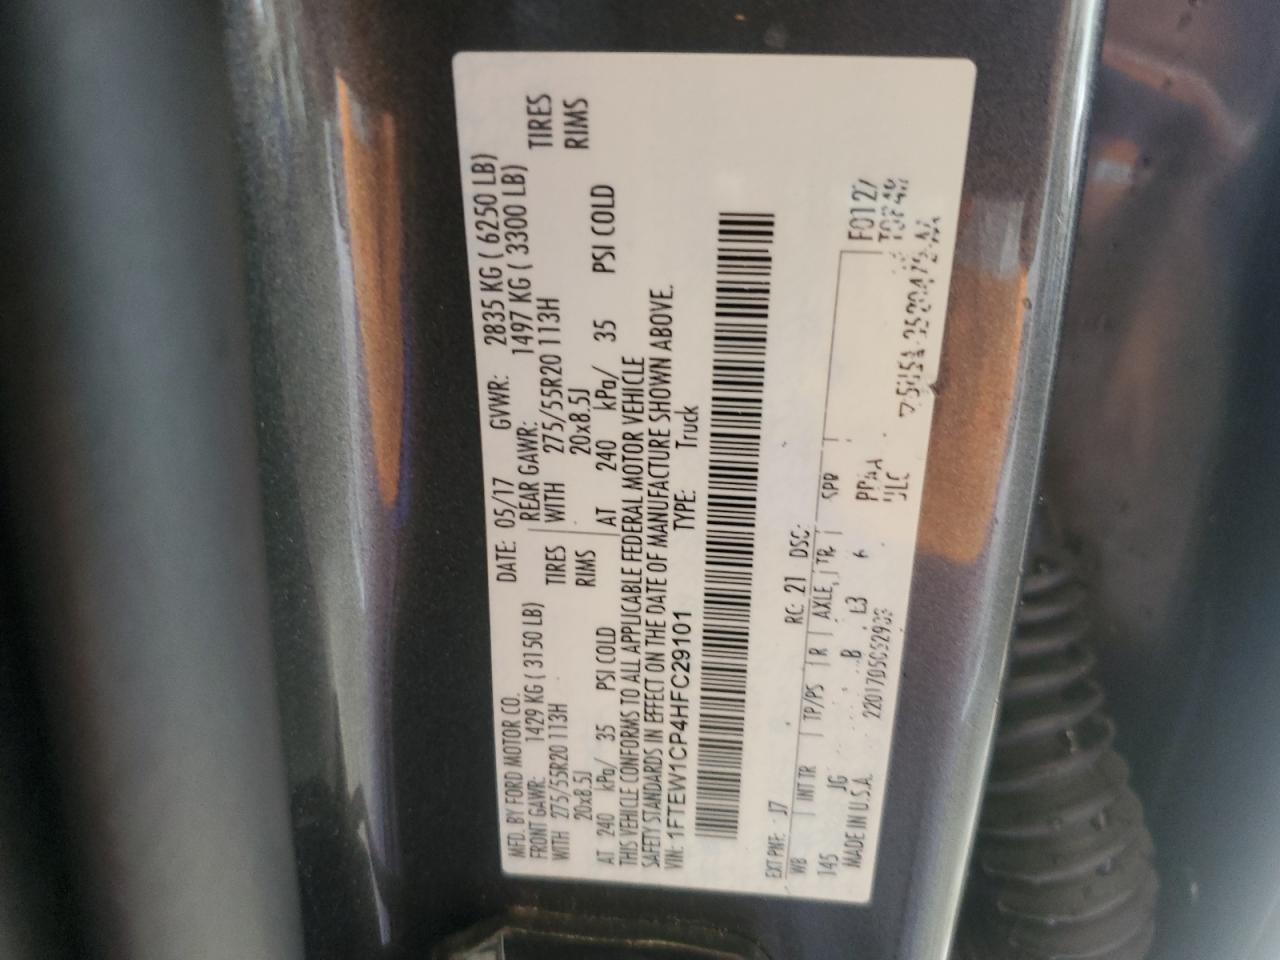 MFD. BY FORD MOTOR CO.
DATE: 05/17 GVWR: 2835 KG ( 6250 LB)
FRONT GAWR: 1429 KG ( 3150 LB) REAR GAWR: 1497 KG ( 3300 LB)
WITH 275/55R20 113H TIRES WITH 275/55R20 113H TIRES
20x8.5J RIMS 20x8.5J RIMS
AT 240 kPa/ 35 PSI COLD AT 240 kPa/ 35 PSI COLD
THIS VEHICLE CONFORMS TO ALL APPLICABLE FEDERAL MOTOR VEHICLE
SAFETY STANDARDS IN EFFECT ON THE DATE OF MANUFACTURE SHOWN ABOVE.
VIN: 1FTEW1CP4HFC29101 TYPE: Truck
EXT PNT: J7 RC: 21 DSO:
WB INT TR TP/PS R AXLE TR SPR
145 JG B L3 6 F0127
MADE IN U.S.A.